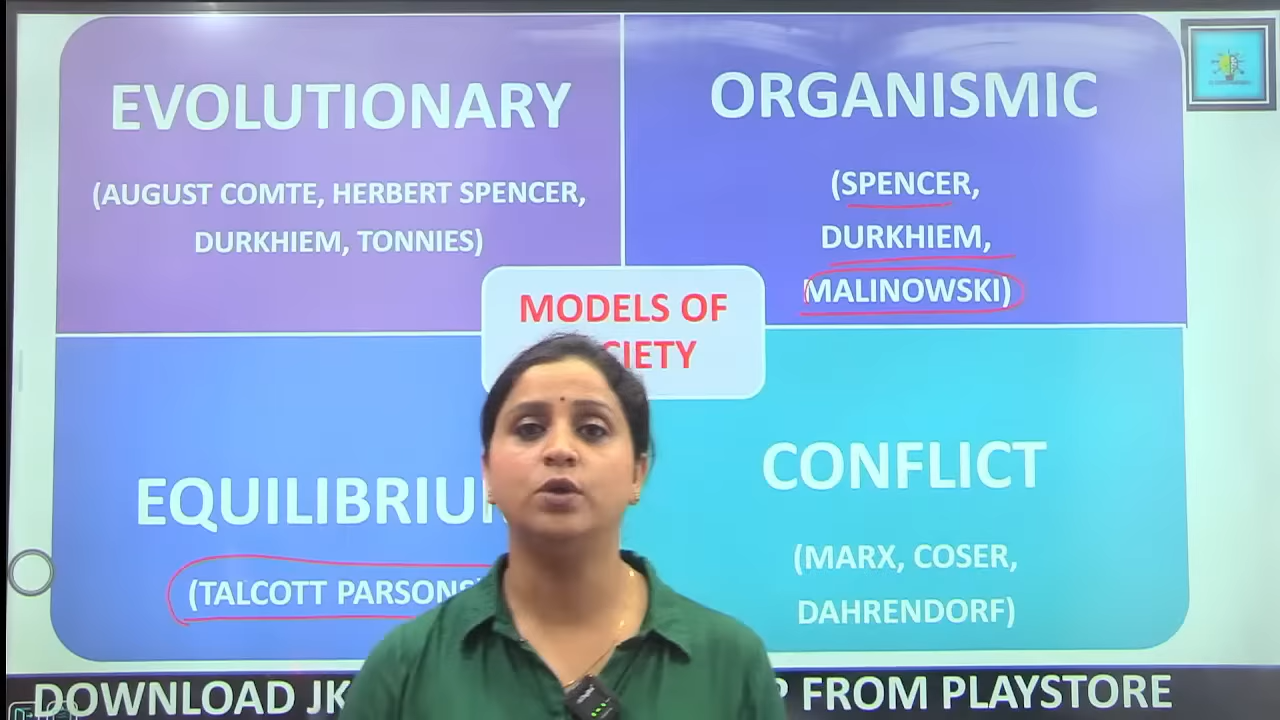 EVOLUTIONARY
(AUGUST COMTE, HERBERT SPENCER,
DURKHIEM, TONNIES)
ORGANISMIC
(SPENCER,
DURKHIEM,
MALINOWSKI)
MODELS OF
EQUILIBRIU
(TALCOTT PARSONS
CONFLICT
(MARX, COSER,
DAHRENDORF)
DOWNLOAD JK FROM PLAYSTORE